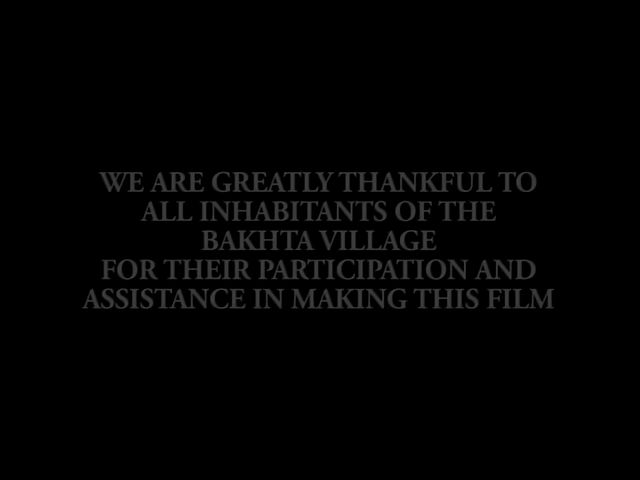 WE ARE GREATLY THANKFUL TO
ALL INHABITANTS OF THE
BAKHTA VILLAGE
FOR THEIR PARTICIPATION AND
ASSISTANCE IN MAKING THIS FILM